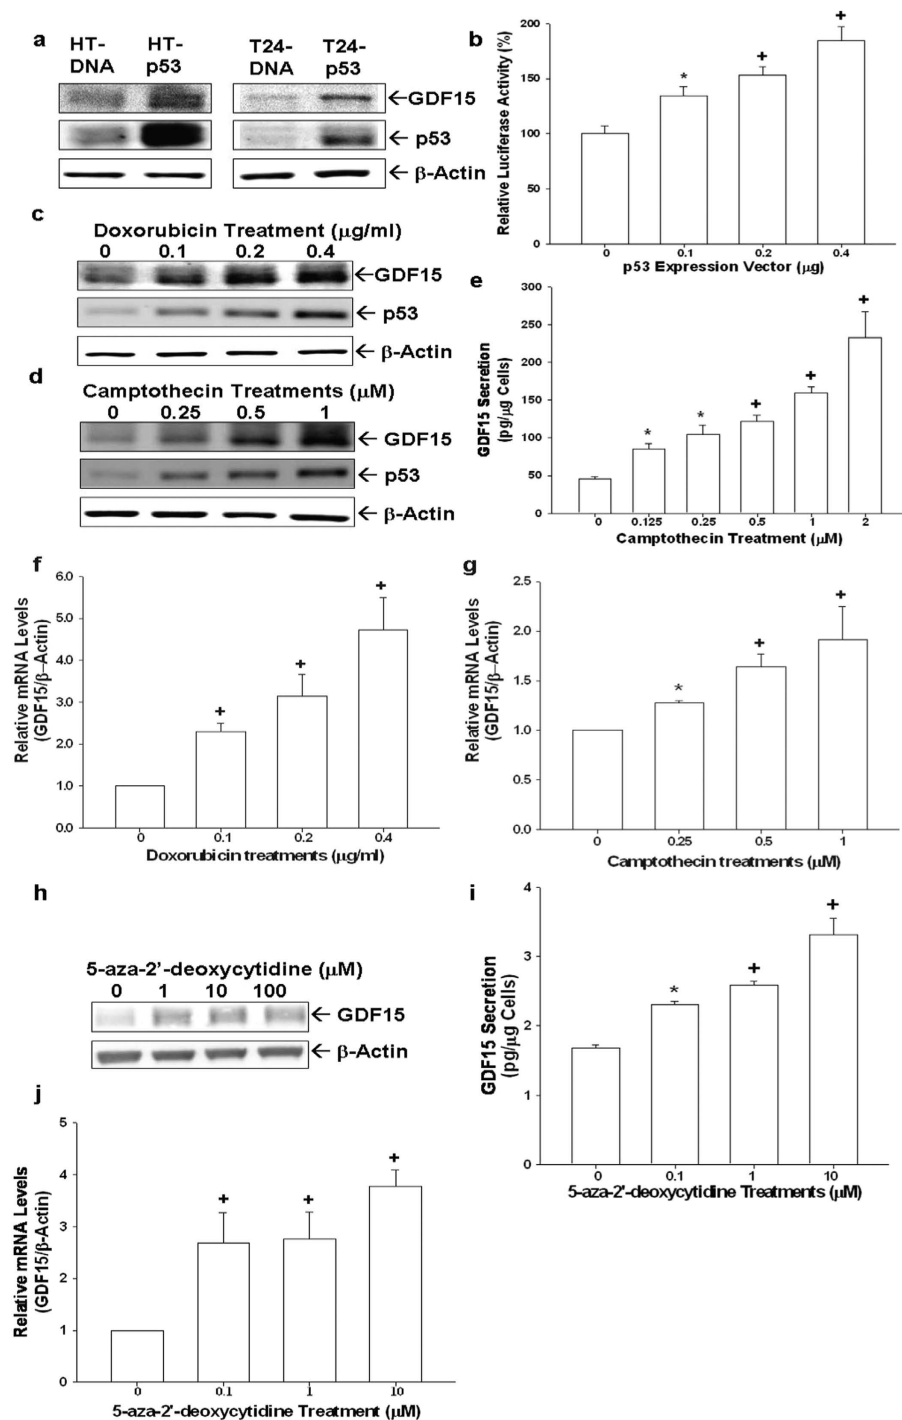 a
HT-DNA HT-p53 T24-DNA T24-p53
←GDF15
← p53
← β-Actin
b
Relative Luciferase Activity (%)
200
150
100
50
0
* + +
0 0.1 0.2 0.4
p53 Expression Vector (μg)
c
Doxorubicin Treatment (μg/ml)
0 0.1 0.2 0.4
←GDF15
← p53
← β-Actin
d
Camptothecin Treatments (μM)
0 0.25 0.5 1
← GDF15
← p53
← β-Actin
e
GDF15 Secretion
(pg/μg Cells)
300
250
200
150
100
50
0
* * + + +
0 0.125 0.25 0.5 1 2
Camptothecin Treatment (μM)
f
Relative mRNA Levels
(GDF15/β–Actin)
6.0
5.0
4.0
3.0
2.0
1.0
0.0
+ + +
0 0.1 0.2 0.4
Doxorubicin treatments (μg/ml)
g
Relative mRNA Levels
(GDF15/β–Actin)
2.5
2.0
1.5
1.0
0.5
0.0
* + +
0 0.25 0.5 1
Camptothecin treatments (μM)
h
5-aza-2'-deoxycytidine (μM)
0 1 10 100
← GDF15
← β-Actin
i
GDF15 Secretion
(pg/μg Cells)
4
3
2
1
0
* + +
0 0.1 1 10
5-aza-2'-deoxycytidine Treatments (μM)
j
Relative mRNA Levels
(GDF15/β-Actin)
5
4
3
2
1
0
+ + +
0 0.1 1 10
5-aza-2'-deoxycytidine Treatment (μM)